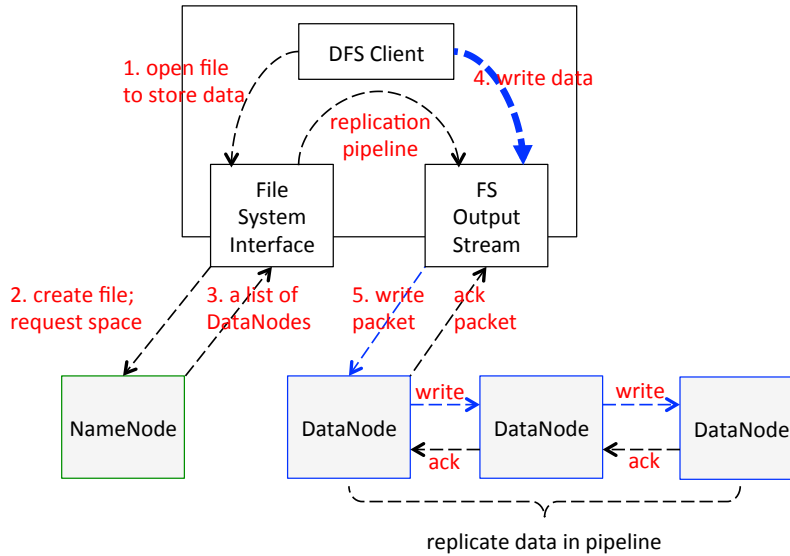 DFS Client
1. open file
to store data
4. write data
replication
pipeline
File
System
Interface
FS
Output
Stream
2. create file;
request space
3. a list of
DataNodes
5. write
packet
ack
packet
NameNode
DataNode
write
ack
DataNode
write
ack
DataNode
replicate data in pipeline